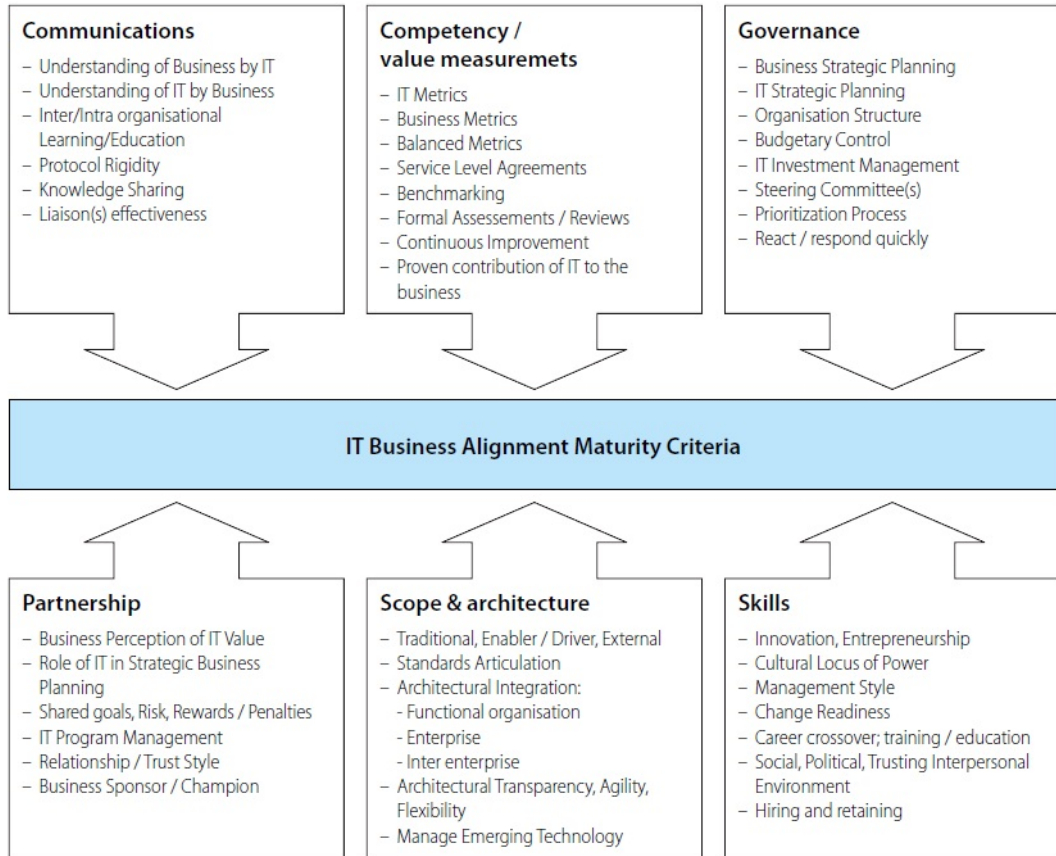 Communications
– Understanding of Business by IT
– Understanding of IT by Business
– Inter/Intra organisational
Learning/Education
– Protocol Rigidity
– Knowledge Sharing
– Liaison(s) effectiveness
Competency /
value measuremets
– IT Metrics
– Business Metrics
– Balanced Metrics
– Service Level Agreements
– Benchmarking
– Formal Assessements / Reviews
– Continuous Improvement
– Proven contribution of IT to the
business
Governance
– Business Strategic Planning
– IT Strategic Planning
– Organisation Structure
– Budgetary Control
– IT Investment Management
– Steering Committee(s)
– Prioritization Process
– React / respond quickly
IT Business Alignment Maturity Criteria
Partnership
– Business Perception of IT Value
– Role of IT in Strategic Business
Planning
– Shared goals, Risk, Rewards / Penalties
– IT Program Management
– Relationship / Trust Style
– Business Sponsor / Champion
Scope & architecture
– Traditional, Enabler / Driver, External
– Standards Articulation
– Architectural Integration:
- Functional organisation
- Enterprise
- Inter enterprise
– Architectural Transparency, Agility,
Flexibility
– Manage Emerging Technology
Skills
– Innovation, Entrepreneurship
– Cultural Locus of Power
– Management Style
– Change Readiness
– Career crossover; training / education
– Social, Political, Trusting Interpersonal
Environment
– Hiring and retaining